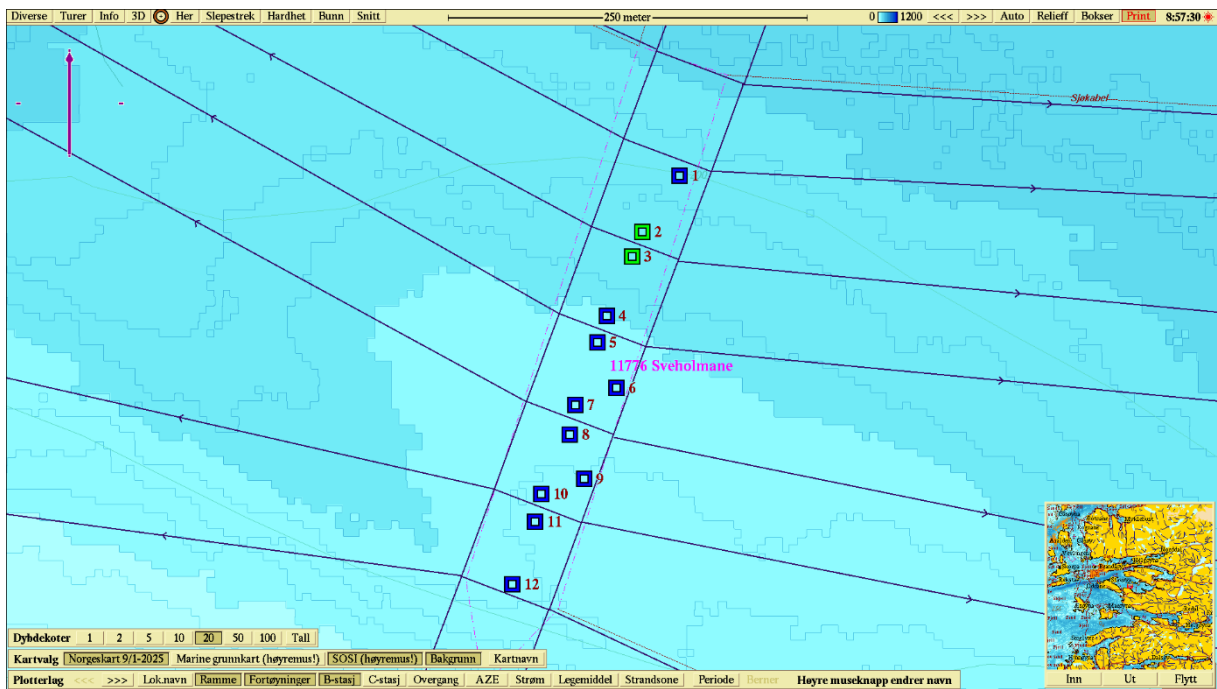 Diverse Turer Info 3D Her Slepestrek Hardhet Bunn Snitt 250 meter 0 1200 <<< >>> Auto Relieff Bokser Print 8:57:30
Sjøkabel
1
2
3
4
5
11776 Sveholmane
6
7
8
9
10
11
12
Dybdekoter 1 2 5 10 20 50 100 Tall
Kartvalg Norgeskart 9/1-2025 Marine grunnkart (høyremus!) SOSI (høyremus!) Bakgrunn Kartnavn
Plotterlag <<< >>> Lok.navn Ramme Fortøyninger B-stasj C-stasj Overgang AZE Strøm Legemiddel Strandsone Periode Berner Høyre museknapp endrer navn Inn Ut Flytt